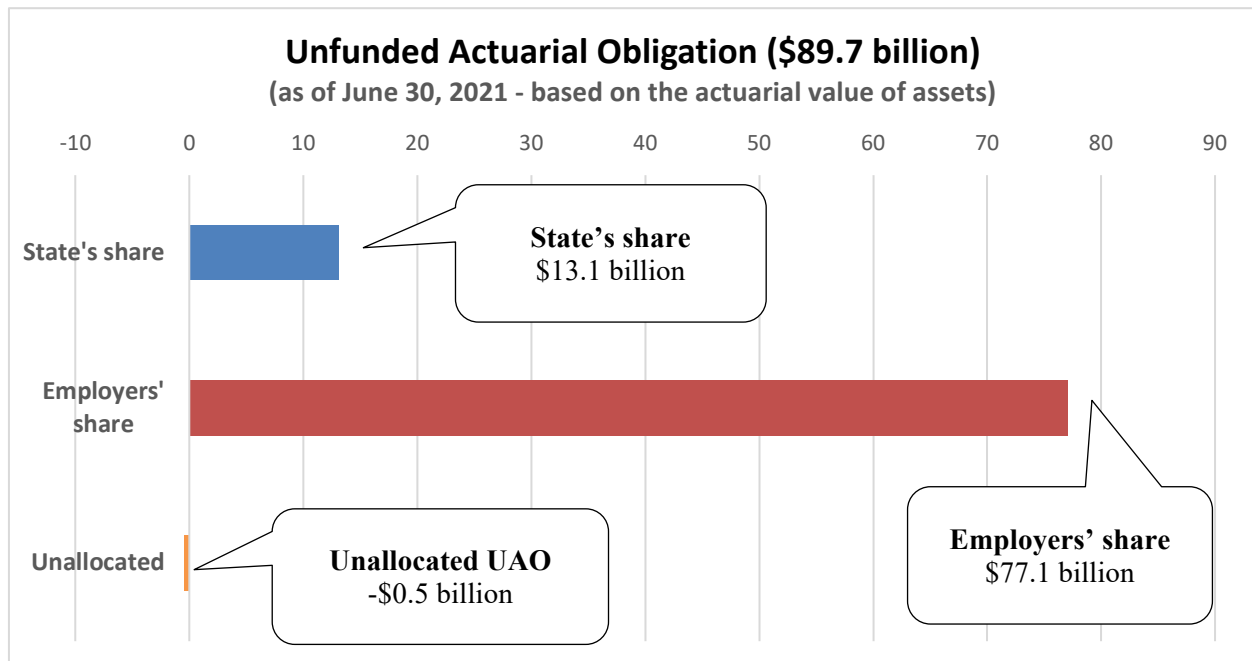 Unfunded Actuarial Obligation ($89.7 billion)
(as of June 30, 2021 - based on the actuarial value of assets)
-10 0 10 20 30 40 50 60 70 80 90
State's share
State’s share
$13.1 billion
Employers'
share
Employers’ share
$77.1 billion
Unallocated
Unallocated UAO
-$0.5 billion